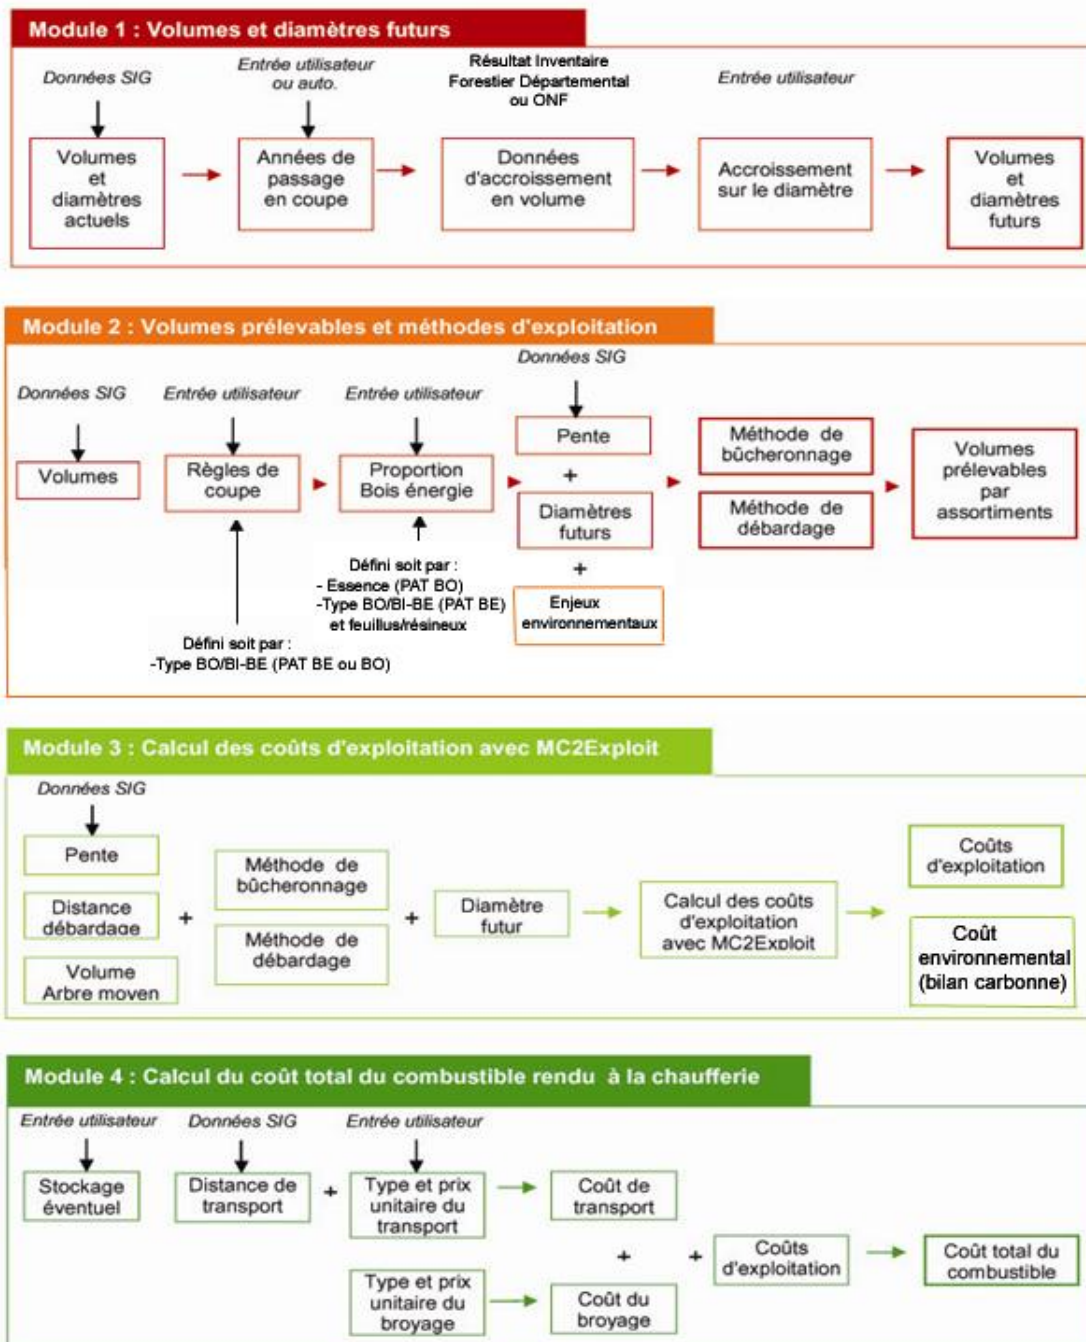 Module 1 : Volumes et diamètres futurs
Données SIG
Entrée utilisateur
ou auto.
Résultat Inventaire
Forestier Départemental
ou ONF
Entrée utilisateur
Volumes
et
diamètres
actuels
Années de
passage
en coupe
Données
d'accroissement
en volume
Accroissement
sur le diamètre
Volumes
et
diamètres
futurs
Module 2 : Volumes prélevables et méthodes d'exploitation
Données SIG
Données SIG
Entrée utilisateur
Entrée utilisateur
Volumes
Règles de
coupe
Proportion
Bois énergie
Pente
+
Diamètres
futurs
+
Enjeux
environnementaux
Méthode de
bûcheronnage
Méthode de
débardage
Volumes
prélevables
par
assortiments
Défini soit par :
- Essence (PAT BO)
-Type BO/BI-BE (PAT BE)
et feuillus/résineux
Défini soit par :
-Type BO/BI-BE (PAT BE ou BO)
Module 3 : Calcul des coûts d'exploitation avec MC2Exploit
Données SIG
Pente
Distance
débardage
Volume
Arbre moyen
+
Méthode de
bûcheronnage
Méthode de
débardage
+
Diamètre
futur
Calcul des coûts
d'exploitation
avec MC2Exploit
Coûts
d'exploitation
Coût
environnemental
(bilan carbonne)
Module 4 : Calcul du coût total du combustible rendu à la chaufferie
Entrée utilisateur
Données SIG
Entrée utilisateur
Stockage
éventuel
Distance de
transport
+
Type et prix
unitaire du
transport
Coût de
transport
+
+
Coûts
d'exploitation
Coût total du
combustible
Type et prix
unitaire du
broyage
Coût du
broyage